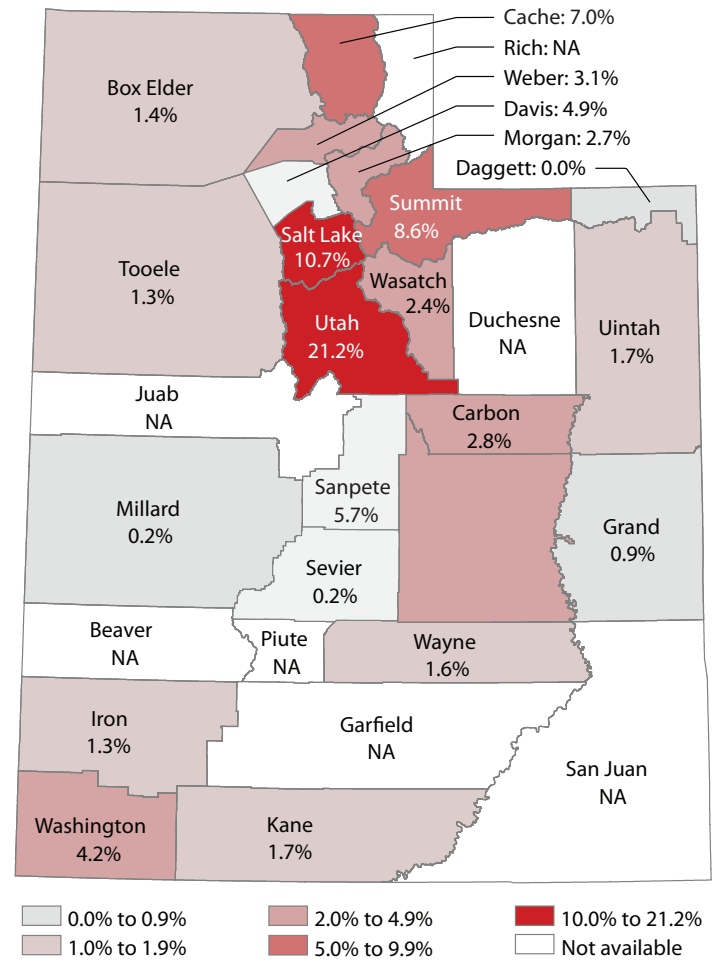 Cache: 7.0%
Rich: NA
Weber: 3.1%
Davis: 4.9%
Morgan: 2.7%
Daggett: 0.0%
Box Elder
1.4%
Summit
8.6%
Salt Lake
10.7%
Tooele
1.3%
Wasatch
2.4%
Utah
21.2%
Duchesne
NA
Uintah
1.7%
Juab
NA
Carbon
2.8%
Sanpete
5.7%
Millard
0.2%
Grand
0.9%
Sevier
0.2%
Beaver
NA
Piute
NA
Wayne
1.6%
Iron
1.3%
Garfield
NA
San Juan
NA
Washington
4.2%
Kane
1.7%
0.0% to 0.9%
2.0% to 4.9%
10.0% to 21.2%
1.0% to 1.9%
5.0% to 9.9%
Not available